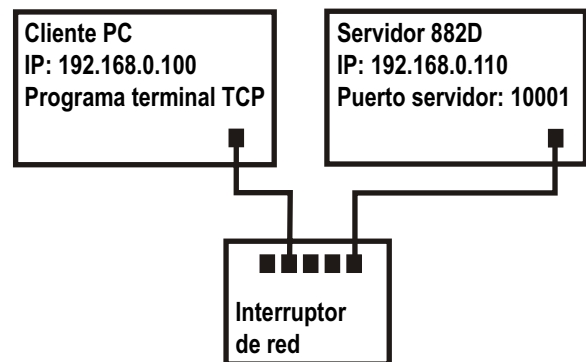 Cliente PC
IP: 192.168.0.100
Programa terminal TCP
Servidor 882D
IP: 192.168.0.110
Puerto servidor: 10001
Interruptor
de red